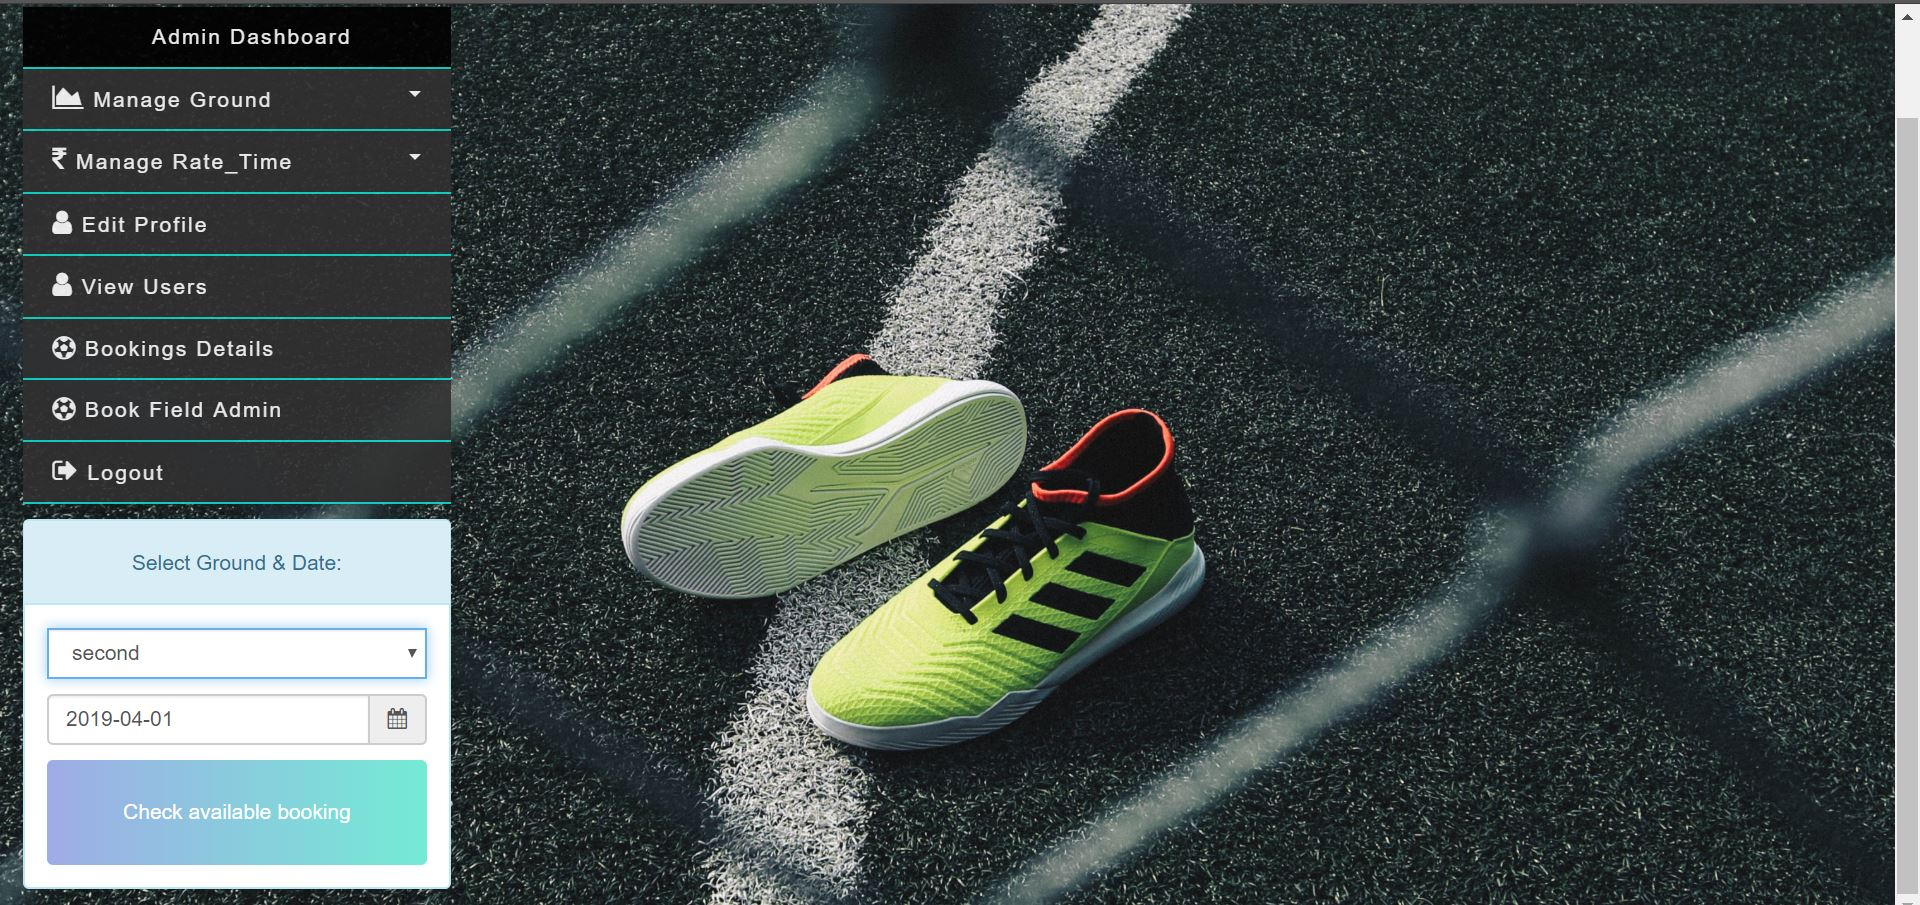 Admin Dashboard
Manage Ground
₹ Manage Rate_Time
Edit Profile
View Users
Bookings Details
Book Field Admin
Logout
Select Ground & Date:
second
2019-04-01
Check available booking